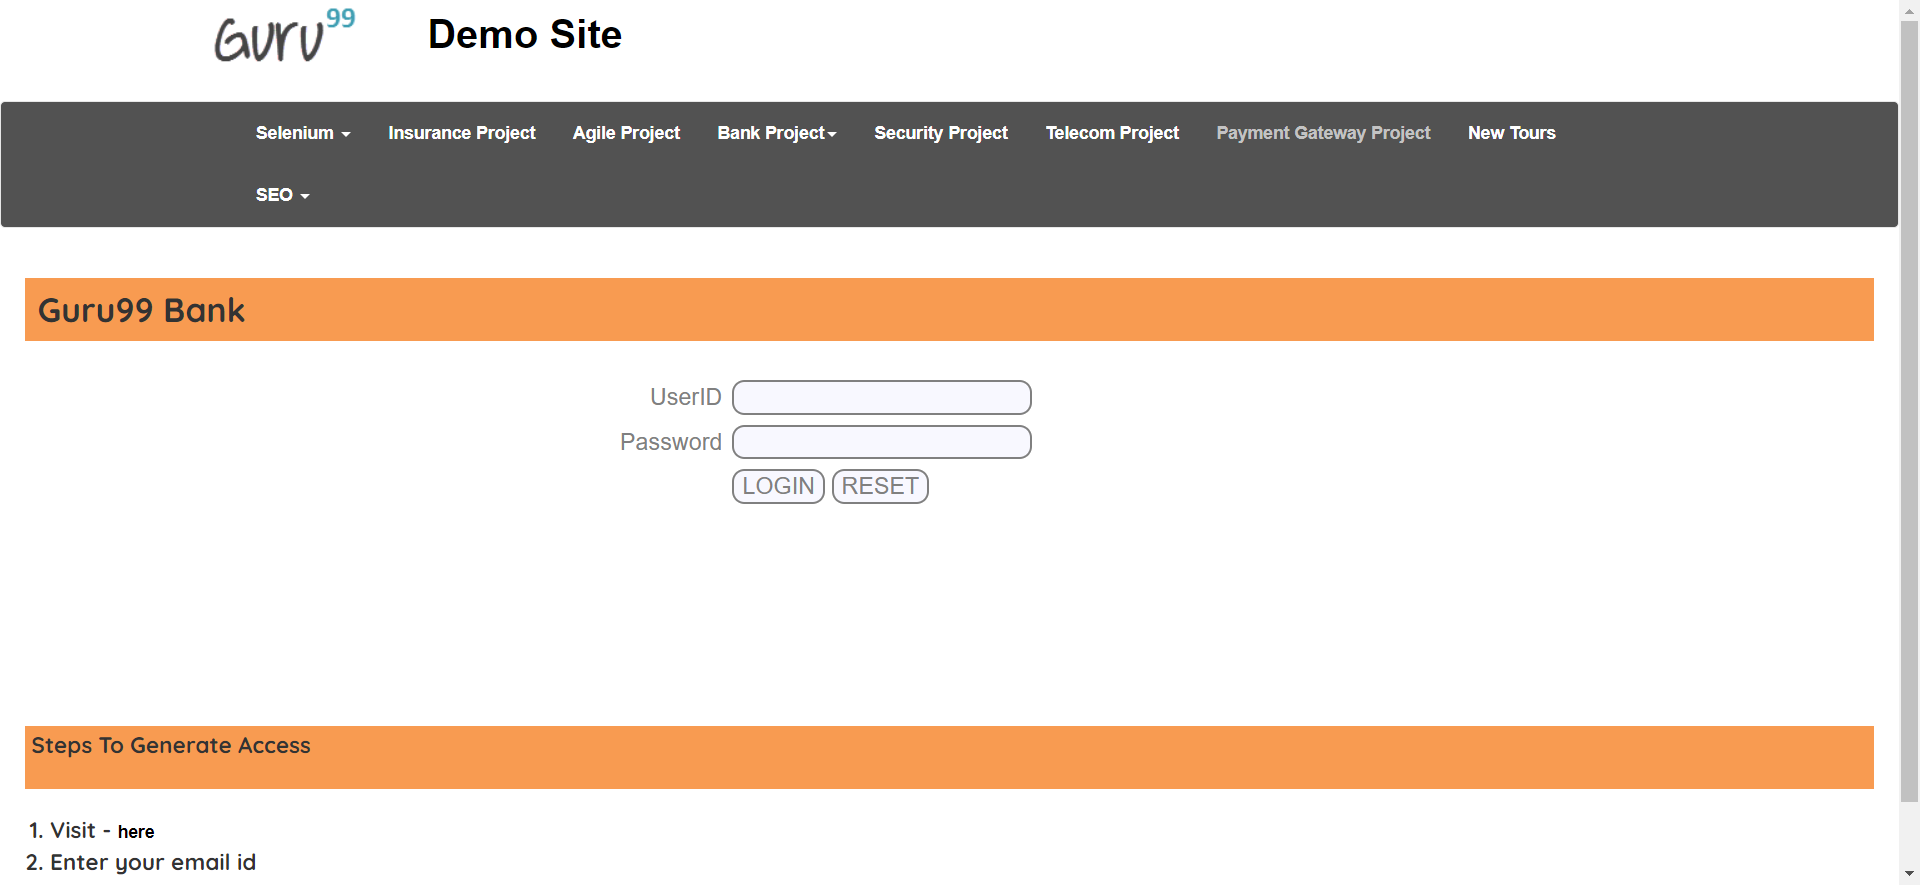 Guru99
Demo Site
Selenium Insurance Project Agile Project Bank Project Security Project Telecom Project Payment Gateway Project New Tours
SEO
Guru99 Bank
UserID
Password
LOGIN RESET
Steps To Generate Access
1. Visit - here
2. Enter your email id